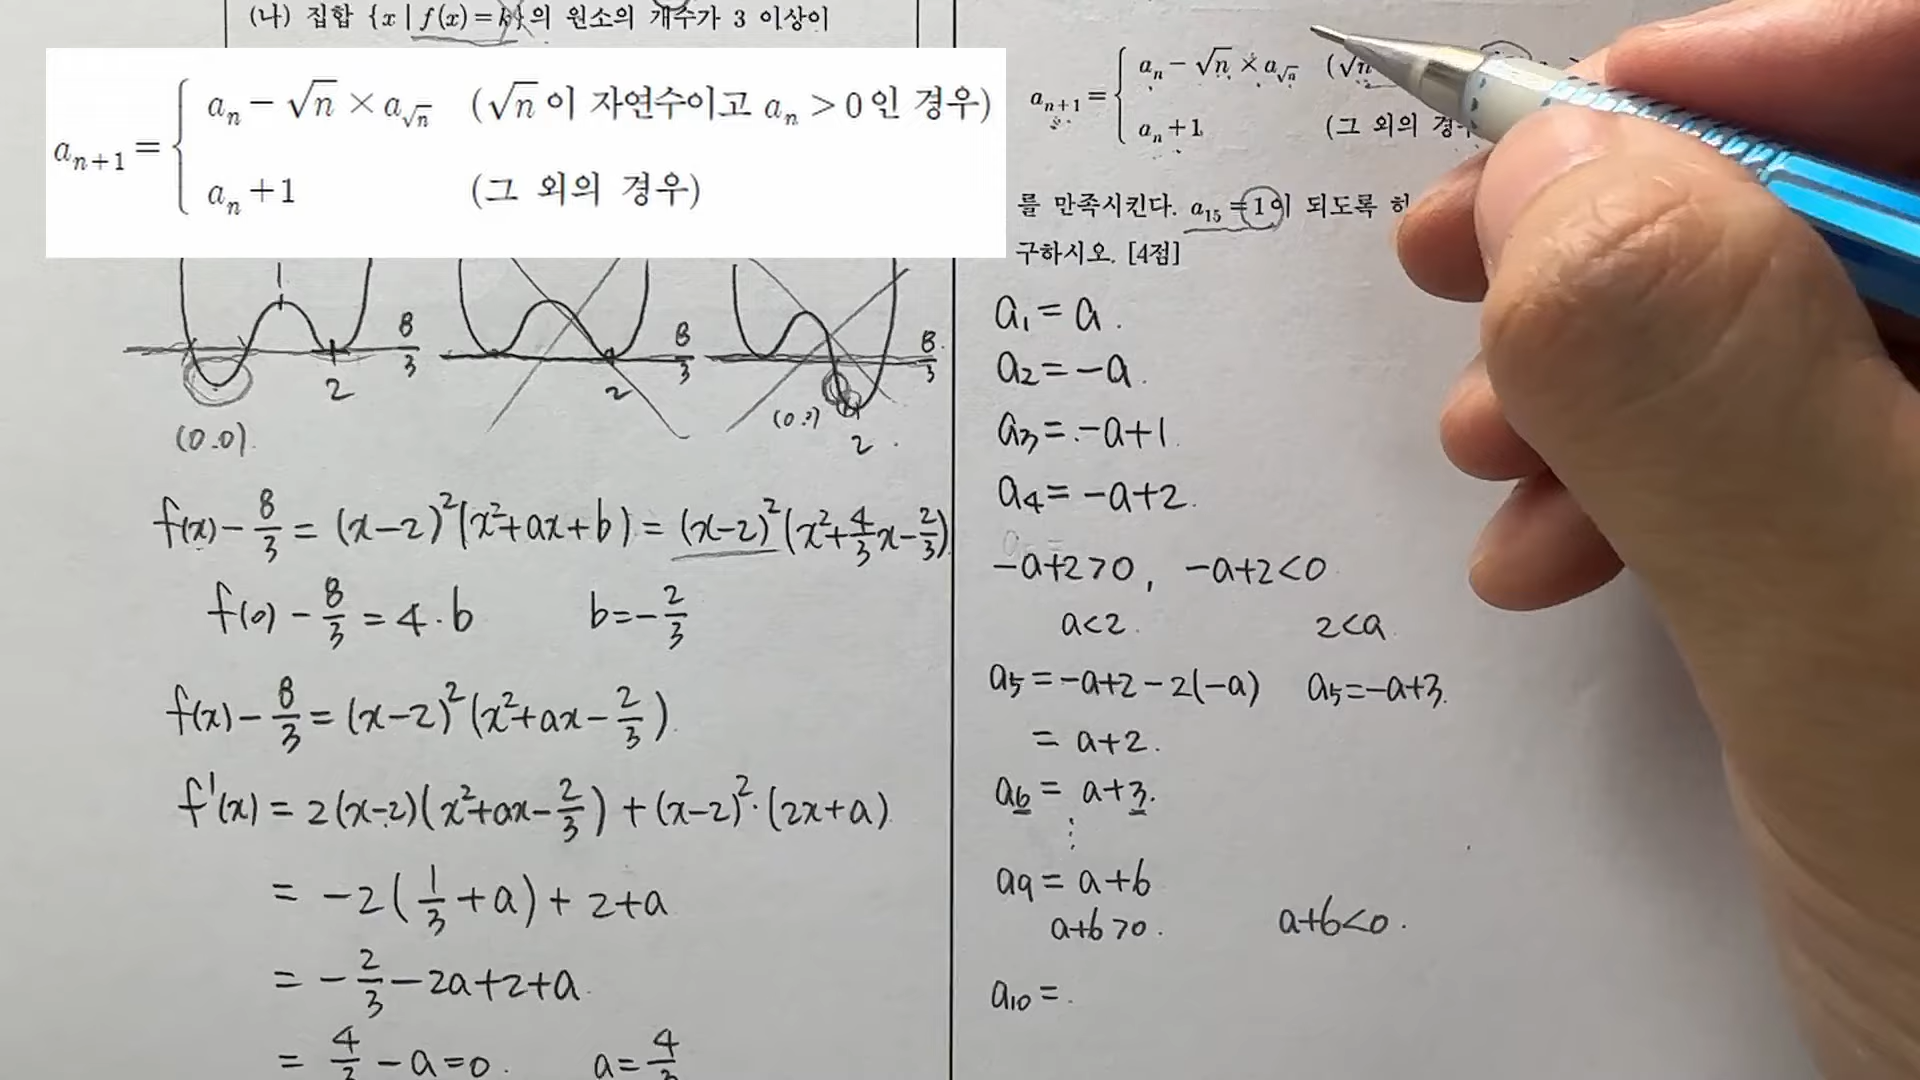 (나) 집합 {x | f(x) = k}의 원소의 개수가 3 이상이
a_{n+1} = { a_n - √n × a_{√n} (√n이 자연수이고 a_n > 0인 경우)
a_n + 1 (그 외의 경우)
8/3
2
(0.0).
8/3
2
8/3
(0.0)
2.
f(x) - 8/3 = (x-2)²(x²+ax+b) = (x-2)²(x²+4/3x-2/3)
f(0) - 8/3 = 4·b b=-2/3
f(x) - 8/3 = (x-2)²(x²+ax-2/3).
f'(x) = 2(x-2)(x²+ax-2/3) + (x-2)²·(2x+a)
= -2(1/3+a)+2+a
= -2/3-2a+2+a.
= 4/3-a=0. a=4/3
a_{n+1} = { a_n - √n × a_{√n} (√n
a_n + 1 (그 외의 경우
를 만족시킨다. a_{15} = 1이 되도록 하
구하시오. [4점]
a₁ = a.
a₂ = -a.
a₃ = -a+1.
a₄ = -a+2.
-a+2>0, -a+2<0
a<2. 2<a.
a₅ = -a+2-2(-a) a₅=-a+3.
= a+2.
a₆ = a+3.
⋮
a₉ = a+6
a+6>0. a+6<0.
a₁₀ = .